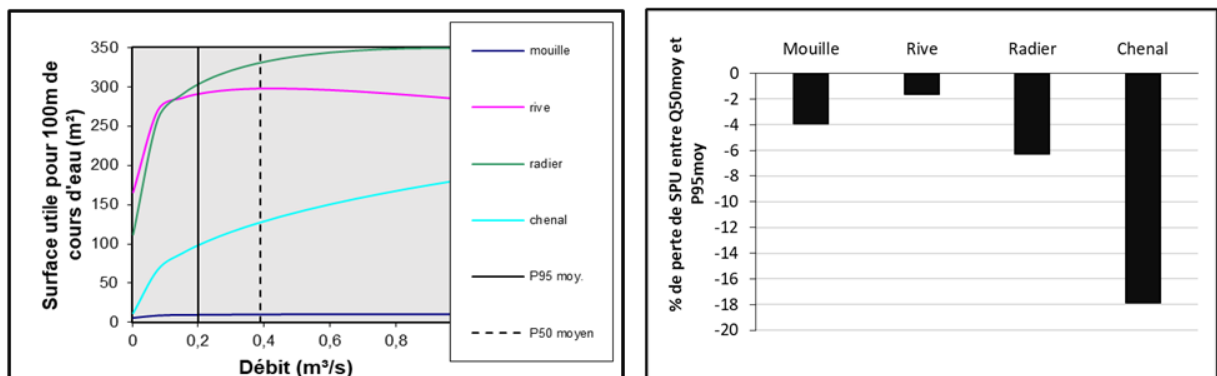 Surface utile pour 100m de
cours d'eau (m²)
350
300
250
200
150
100
50
0
0
0,2
0,4
0,6
0,8
Débit (m³/s)
mouille
rive
radier
chenal
P95 moy.
P50 moyen
% de perte de SPU entre Q50moy et
P95moy
Mouille
Rive
Radier
Chenal
0
-2
-4
-6
-8
-10
-12
-14
-16
-18
-20